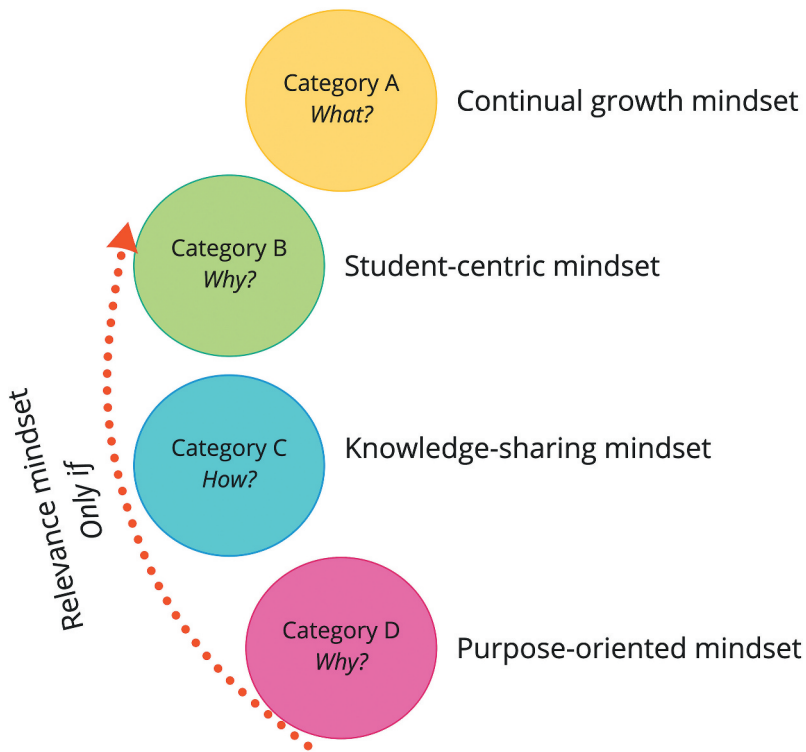 Category A
What?
Continual growth mindset
Category B
Why?
Student-centric mindset
Category C
How?
Knowledge-sharing mindset
Relevance mindset
Only if
Category D
Why?
Purpose-oriented mindset